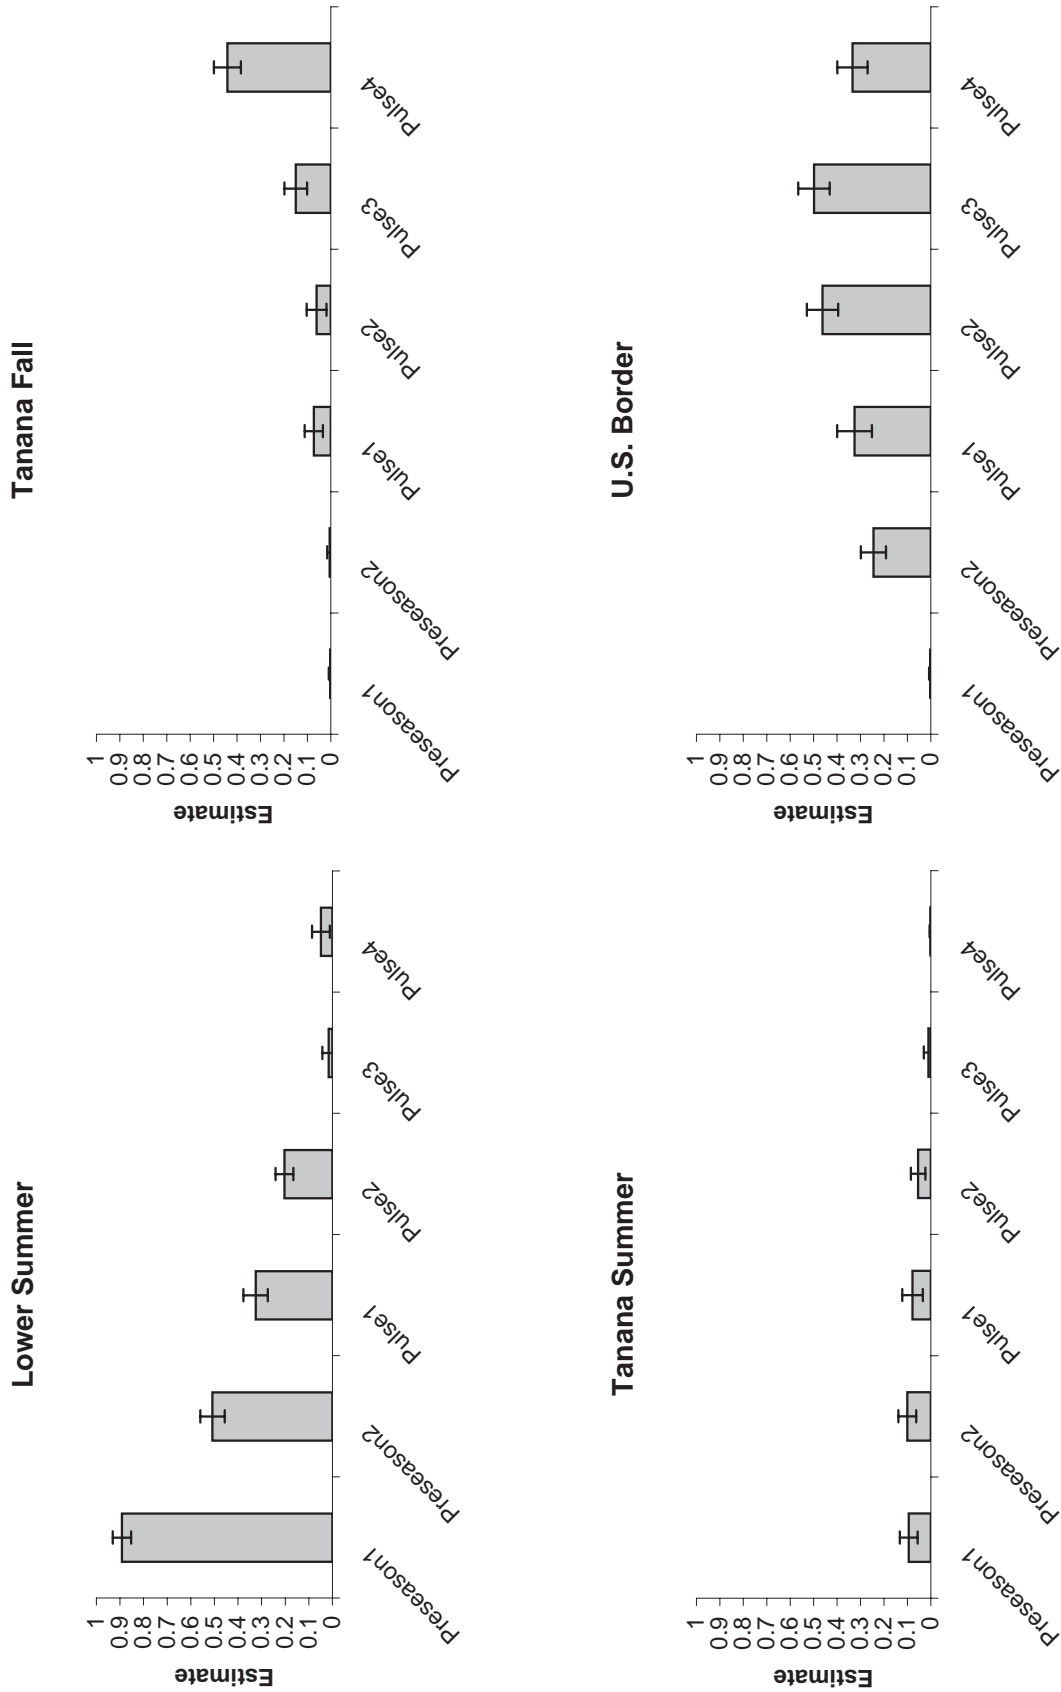 Lower Summer
Estimate
1
0.9
0.8
0.7
0.6
0.5
0.4
0.3
0.2
0.1
0
Preseason1
Preseason2
Pulse1
Pulse2
Pulse3
Pulse4
Tanana Fall
Estimate
1
0.9
0.8
0.7
0.6
0.5
0.4
0.3
0.2
0.1
0
Preseason1
Preseason2
Pulse1
Pulse2
Pulse3
Pulse4
Tanana Summer
Estimate
1
0.9
0.8
0.7
0.6
0.5
0.4
0.3
0.2
0.1
0
Preseason1
Preseason2
Pulse1
Pulse2
Pulse3
Pulse4
U.S. Border
Estimate
1
0.9
0.8
0.7
0.6
0.5
0.4
0.3
0.2
0.1
0
Preseason1
Preseason2
Pulse1
Pulse2
Pulse3
Pulse4